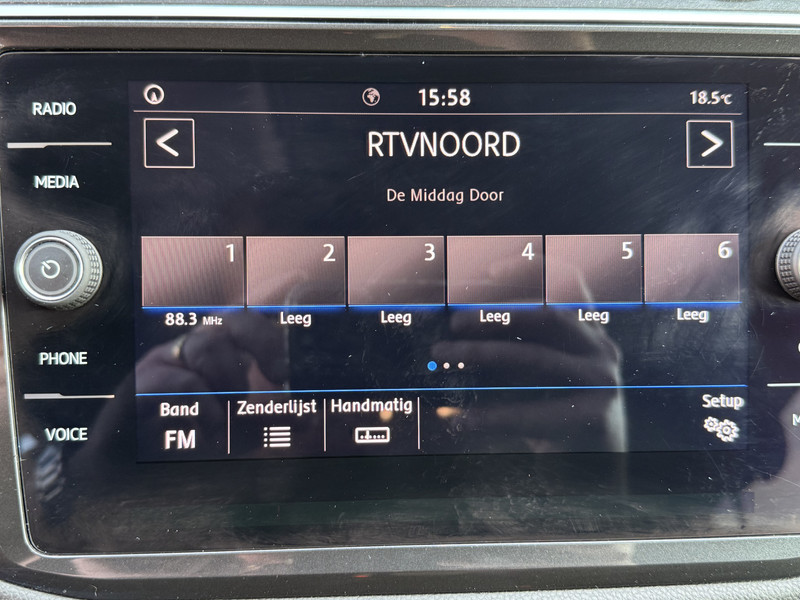 15:58
18.5°C
RADIO
RTVNOORD
MEDIA
De Middag Door
1 2 3 4 5 6
88.3 MHz Leeg Leeg Leeg Leeg Leeg
PHONE
Band Zenderlijst Handmatig Setup
FM
VOICE